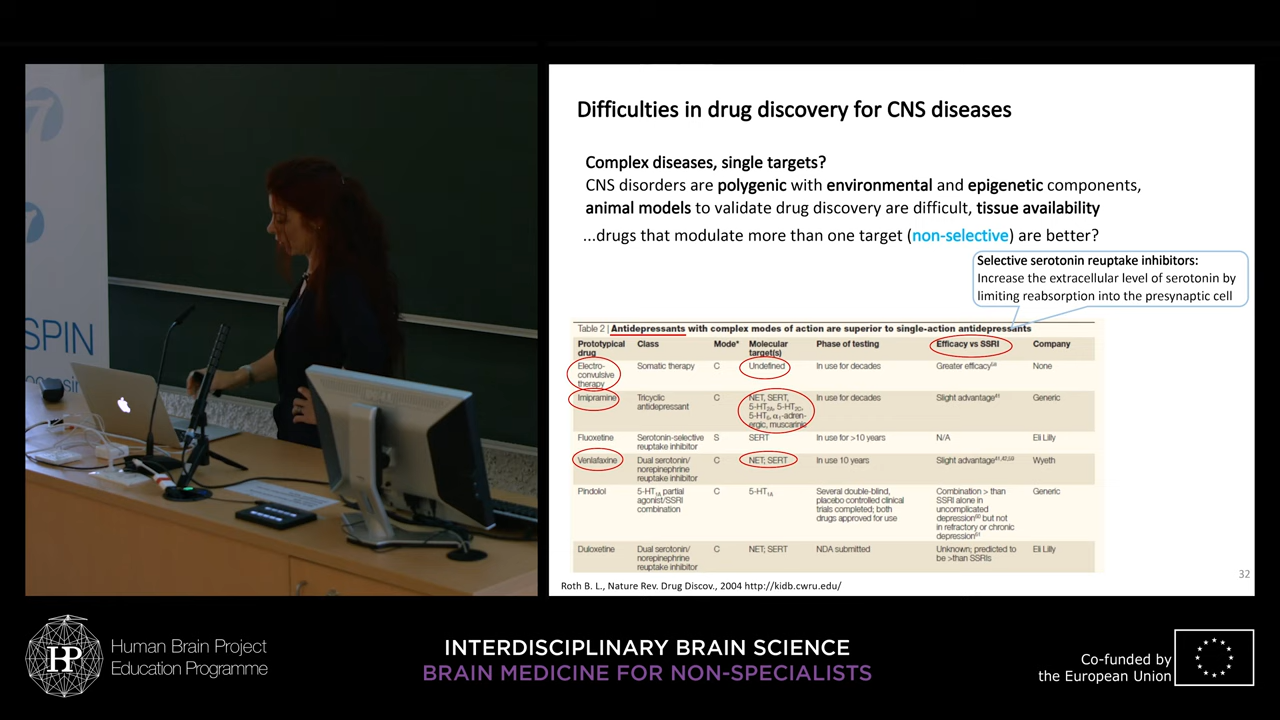 SPIN
osin
Difficulties in drug discovery for CNS diseases
Complex diseases, single targets?
CNS disorders are polygenic with environmental and epigenetic components,
animal models to validate drug discovery are difficult, tissue availability
...drugs that modulate more than one target (non-selective) are better?
Selective serotonin reuptake inhibitors:
Increase the extracellular level of serotonin by
limiting reabsorption into the presynaptic cell
Table 2 | Antidepressants with complex modes of action are superior to single-action antidepressants
Prototypical drug Class Mode* Molecular target(s) Phase of testing Efficacy vs SSRI Company
Electro-convulsive therapy Somatic therapy C Undefined In use for decades Greater efficacy None
Imipramine Tricyclic antidepressant C NET, SERT, 5-HT2A, 5-HT2C, 5-HT6, α1-adrenergic, muscarinic In use for decades Slight advantage41 Generic
Fluoxetine Serotonin-selective reuptake inhibitor S SERT In use for >10 years N/A Eli Lilly
Venlafaxine Dual serotonin/norepinephrine reuptake inhibitor C NET; SERT In use 10 years Slight advantage Wyeth
Pindolol 5-HT1A partial agonist/SSRI combination C 5-HT1A Several double-blind, placebo controlled clinical trials completed; both drugs approved for use Combination > than SSRI alone in uncomplicated depression but not in refractory or chronic depression Generic
Duloxetine Dual serotonin/norepinephrine reuptake inhibitor C NET; SERT NDA submitted Unknown; predicted to be >than SSRIs Eli Lilly
Roth B. L., Nature Rev. Drug Discov., 2004 http://kidb.cwru.edu/
32
HBP
Human Brain Project
Education Programme
INTERDISCIPLINARY BRAIN SCIENCE
BRAIN MEDICINE FOR NON-SPECIALISTS
Co-funded by
the European Union